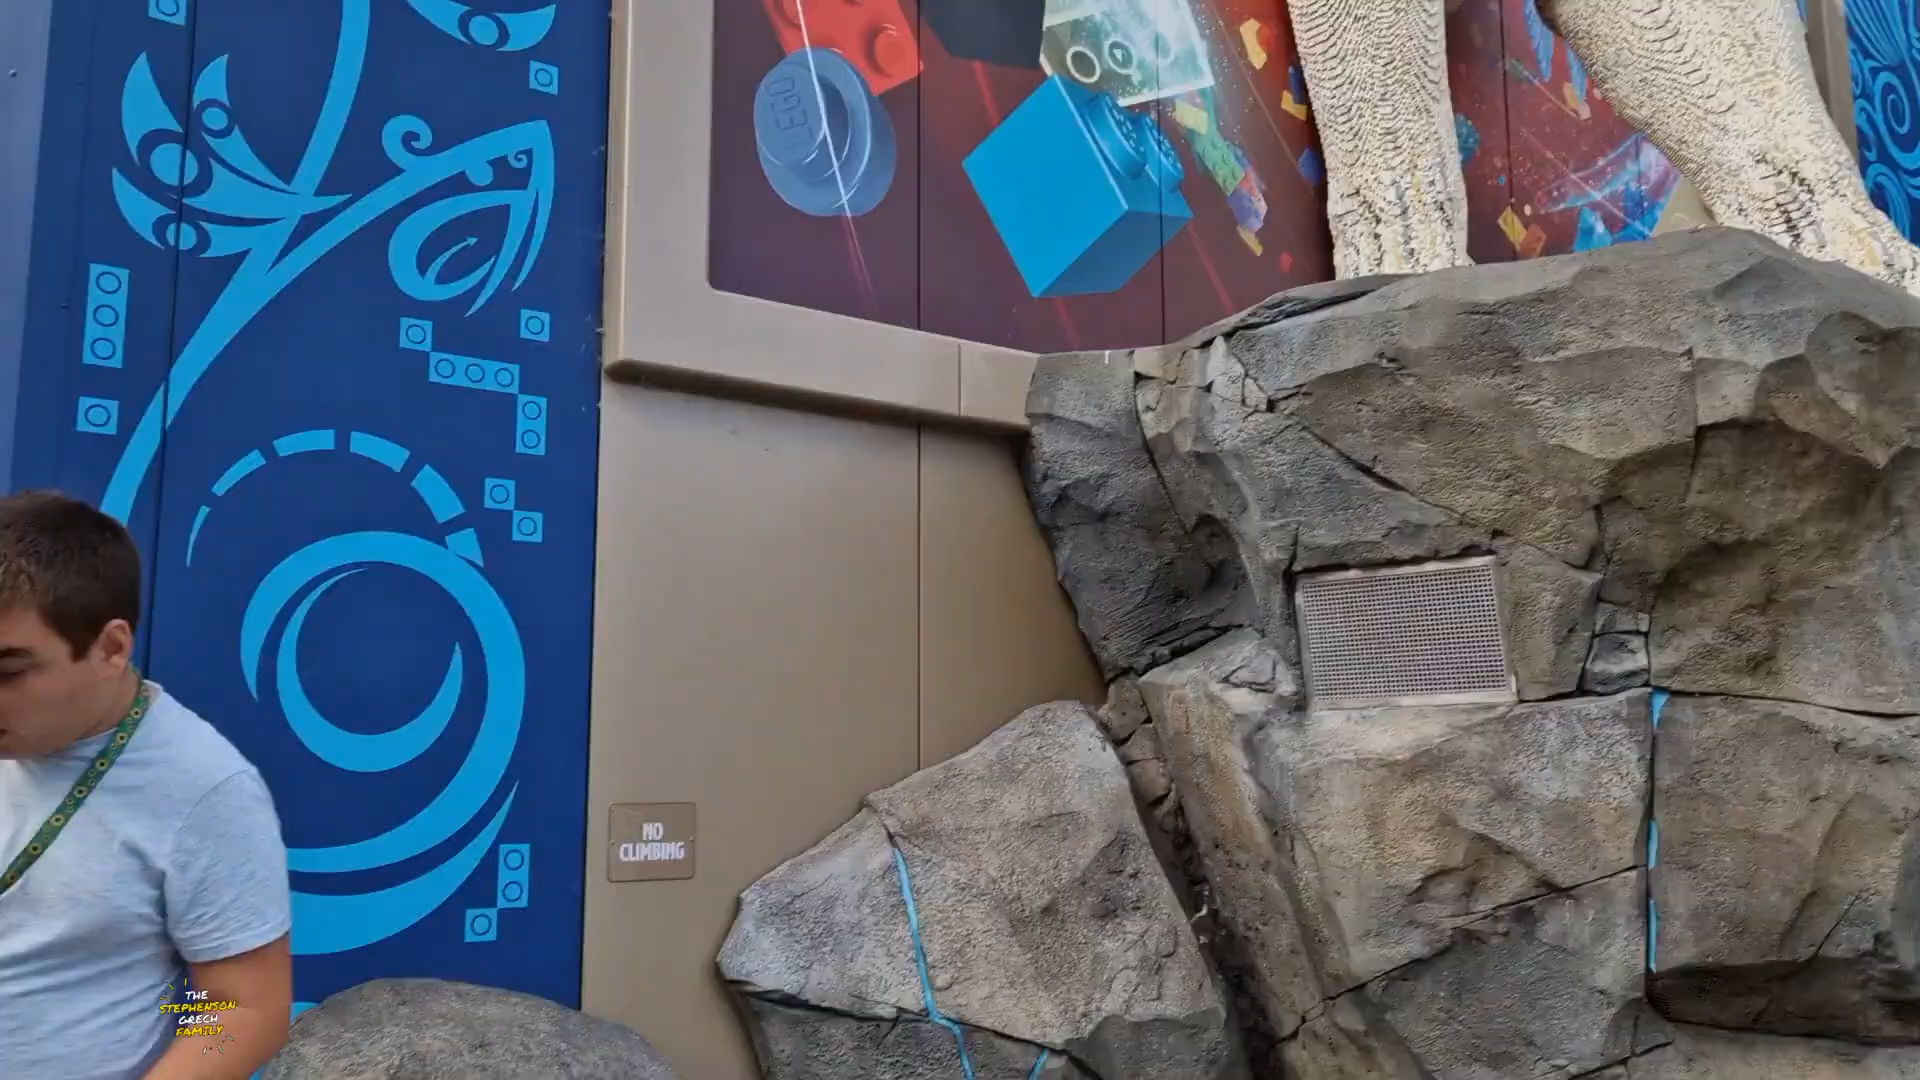 LEGO
NO
CLIMBING
THE
STEPHENSON
GRECH
FAMILY